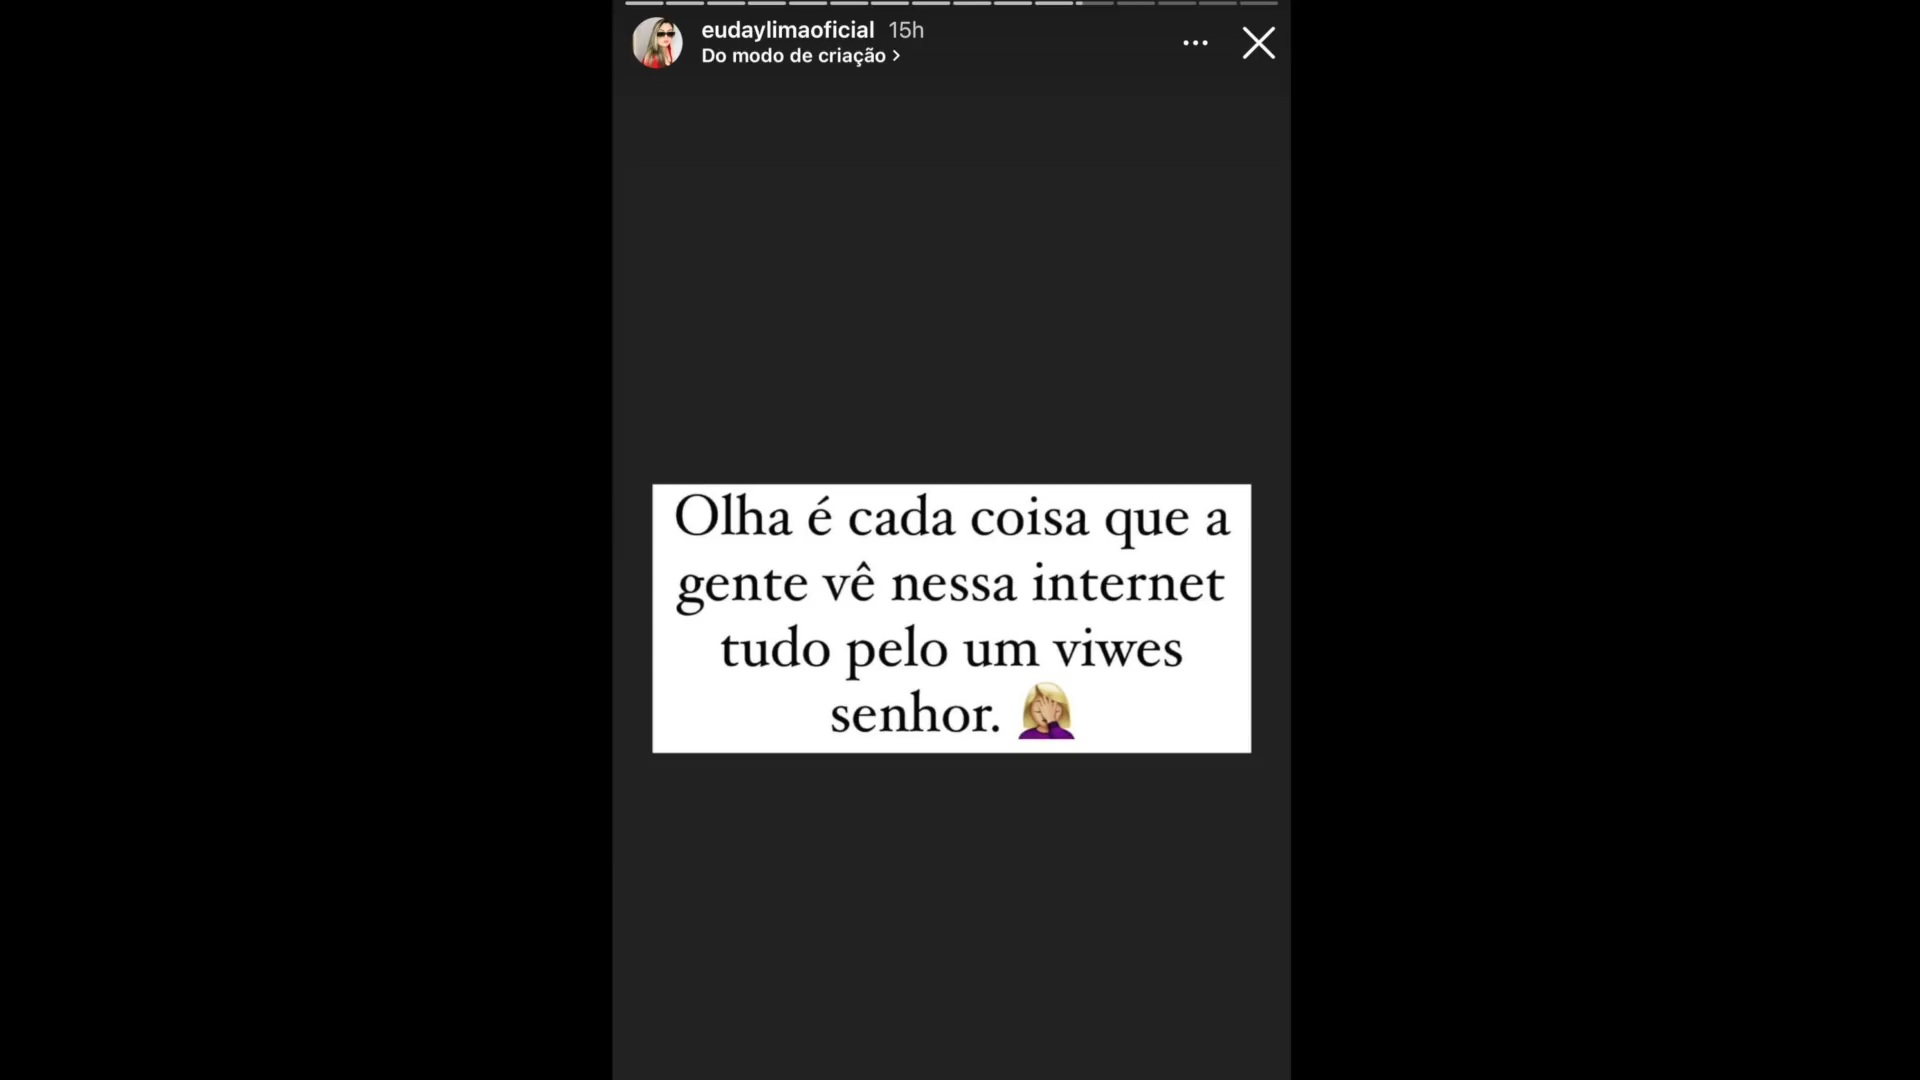 eudaylimaoficial 15h
Do modo de criação >
Olha é cada coisa que a
gente vê nessa internet
tudo pelo um viwes
senhor. 🤦🏼‍♀️